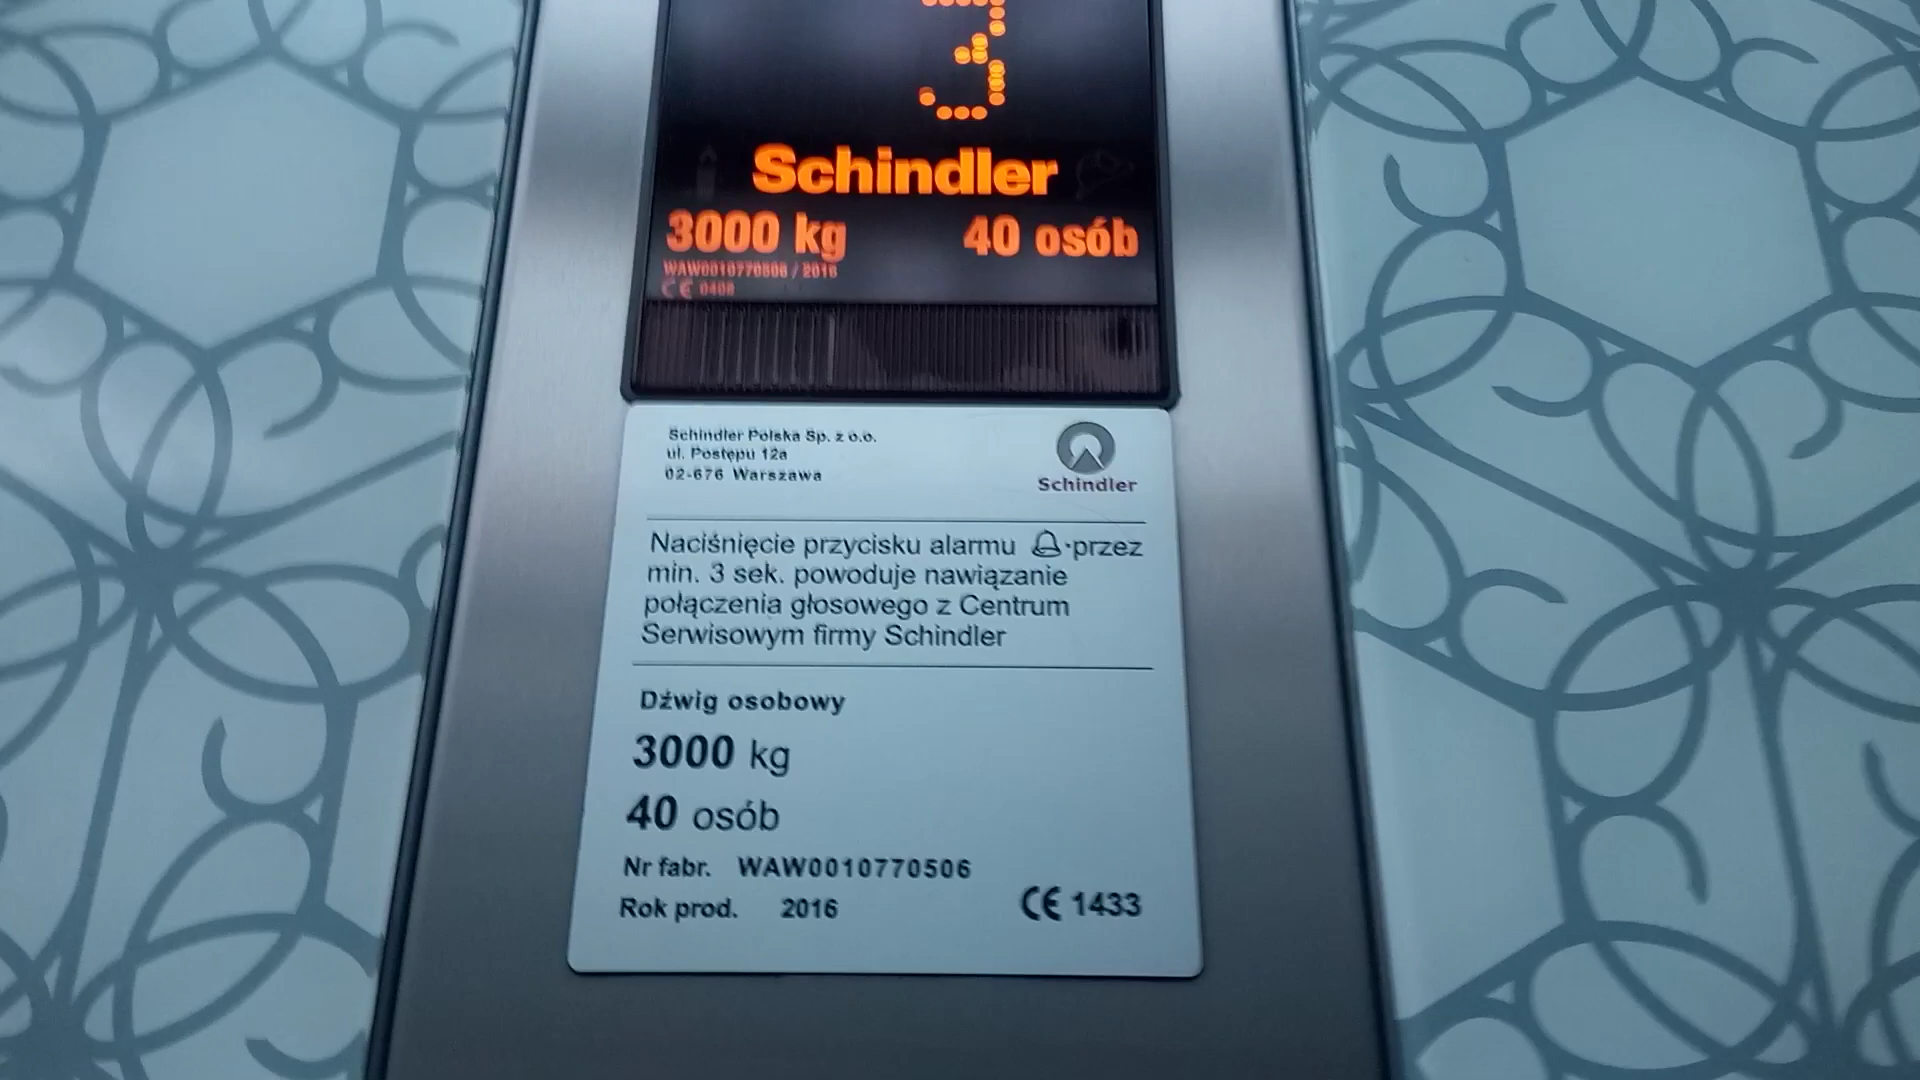 3
Schindler
3000 kg 40 osób
WAW0010770506 / 2016
CE 0408
Schindler Polska Sp. z o.o.
ul. Postępu 12a
02-676 Warszawa
Schindler
Naciśnięcie przycisku alarmu przez
min. 3 sek. powoduje nawiązanie
połączenia głosowego z Centrum
Serwisowym firmy Schindler
Dźwig osobowy
3000 kg
40 osób
Nr fabr. WAW0010770506
Rok prod. 2016
CE 1433